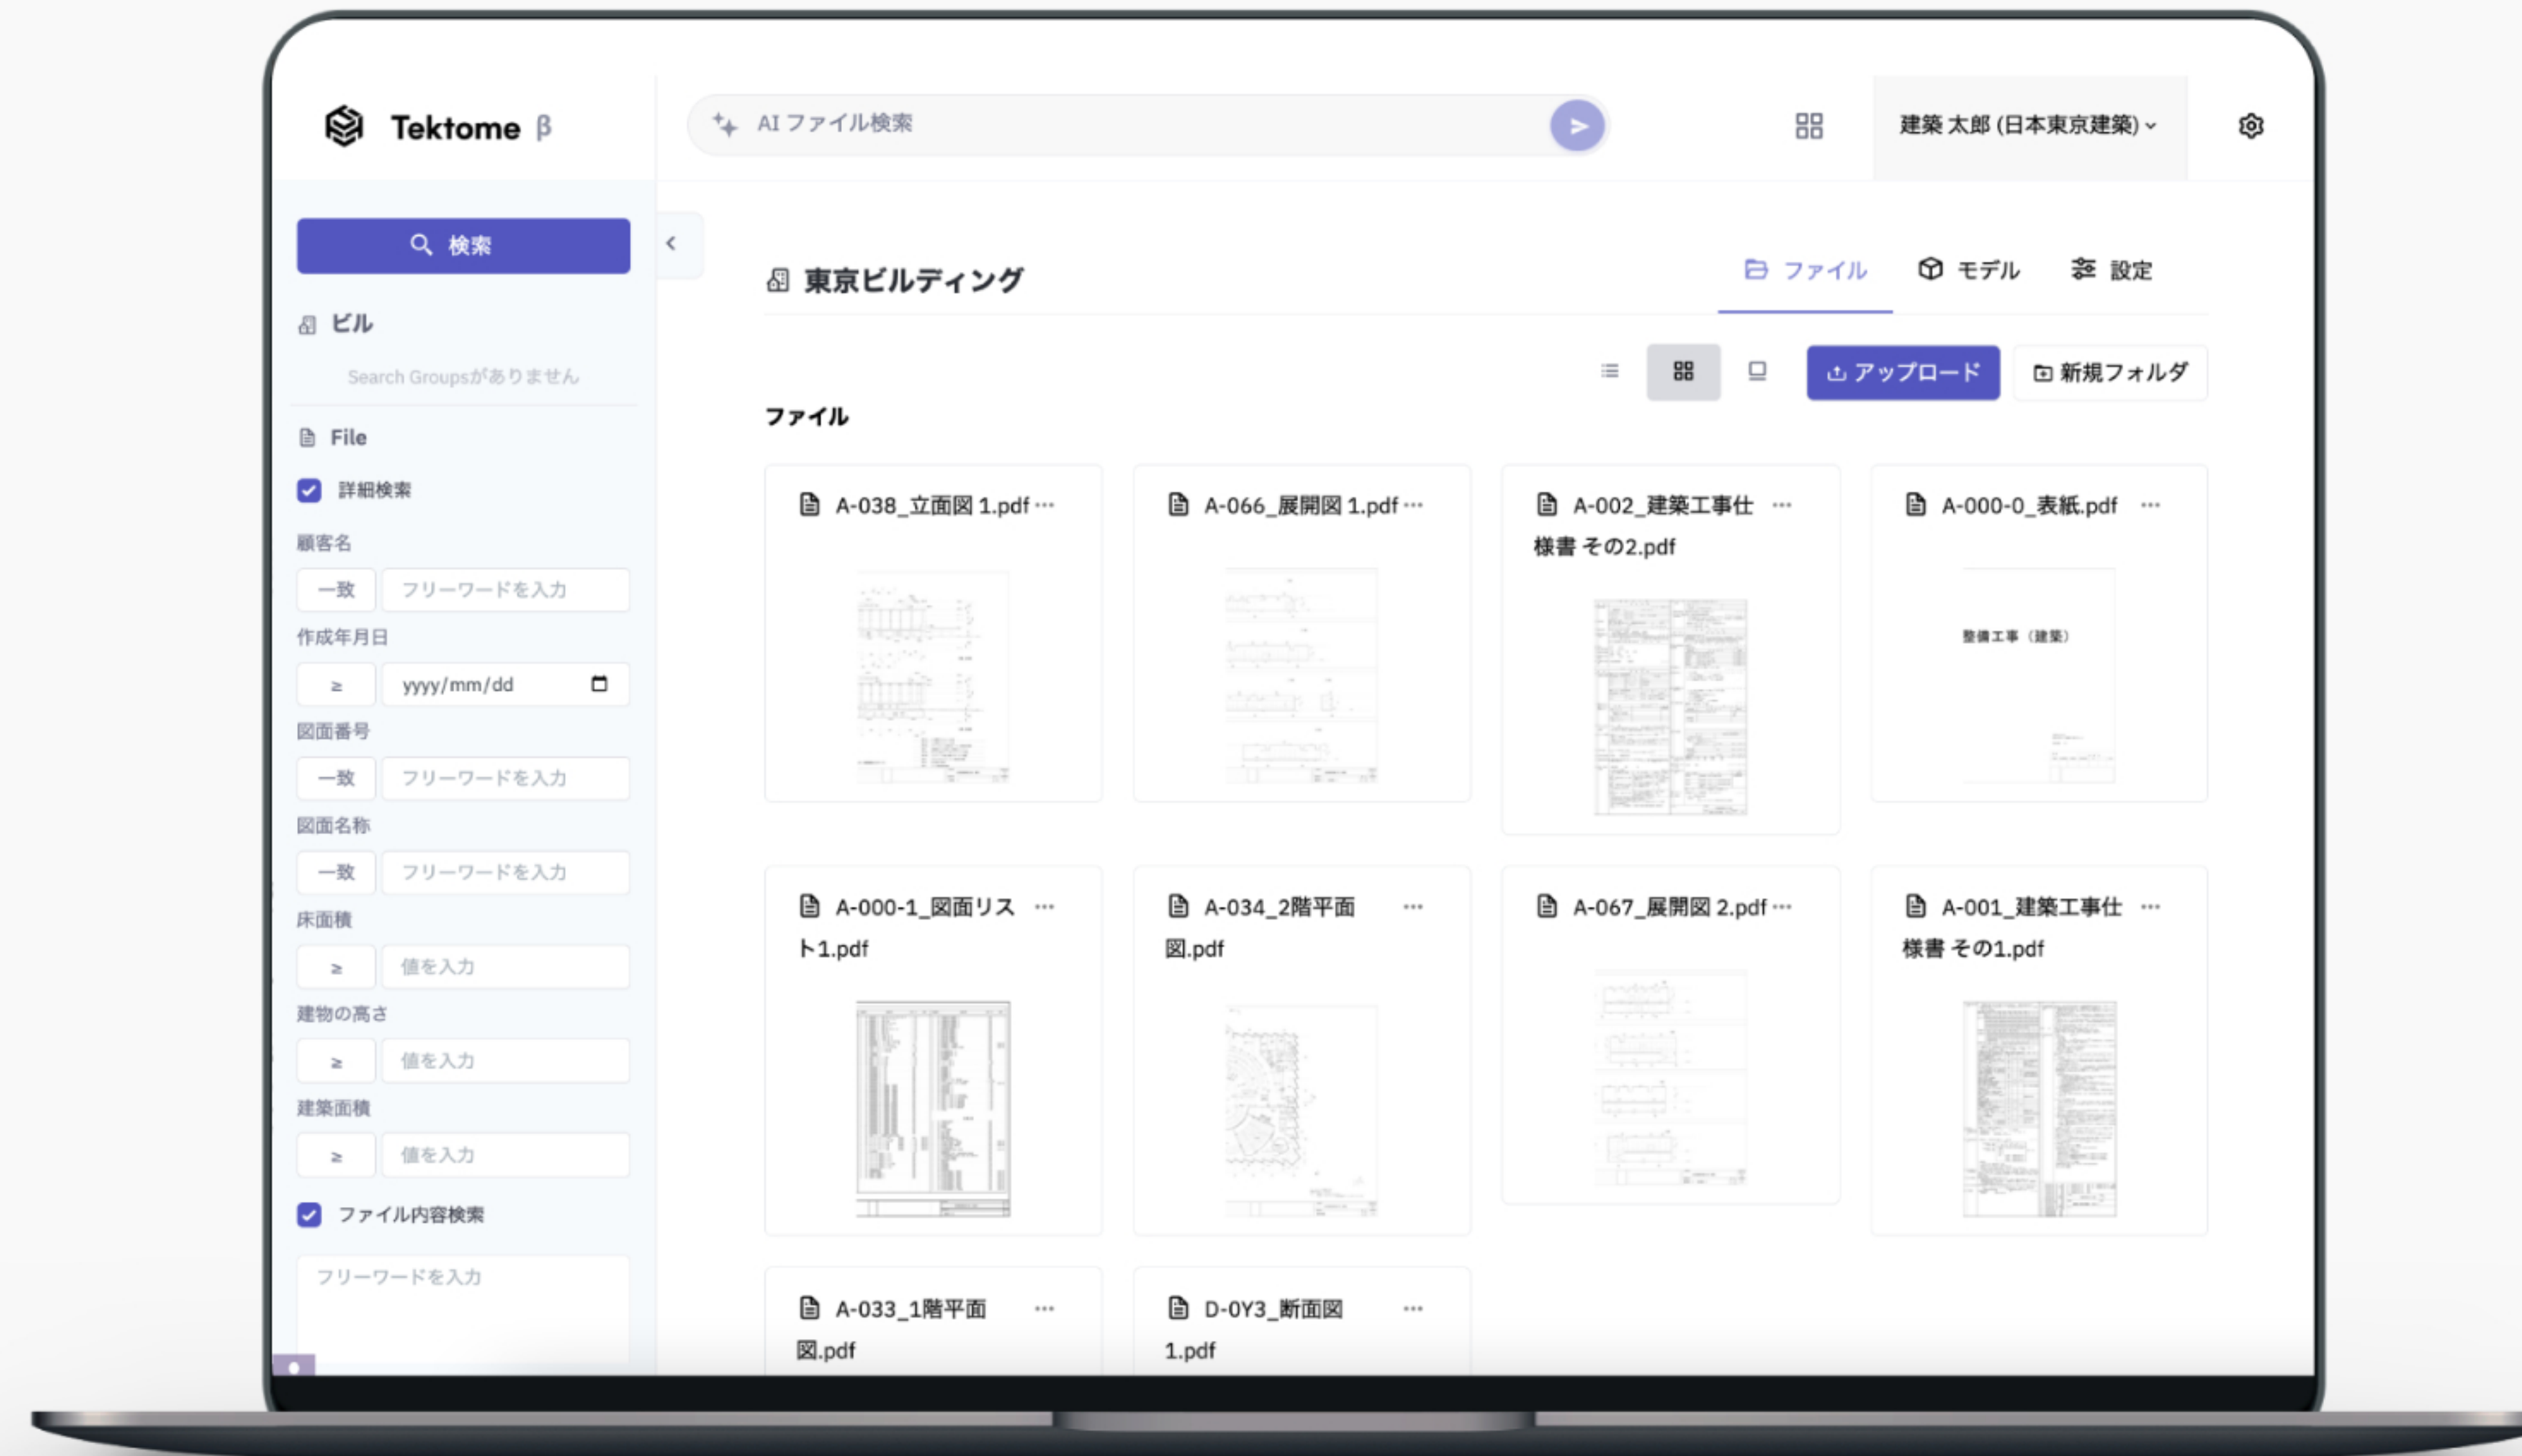 Tektome β
AI ファイル検索
建築 太郎 (日本東京建築)
検索
ビル
Search Groupsがありません
File
詳細検索
顧客名
一致 フリーワードを入力
作成年月日
≥ yyyy/mm/dd
図面番号
一致 フリーワードを入力
図面名称
一致 フリーワードを入力
床面積
≥ 値を入力
建物の高さ
≥ 値を入力
建築面積
≥ 値を入力
ファイル内容検索
フリーワードを入力
東京ビルディング
ファイル モデル 設定
アップロード 新規フォルダ
ファイル
A-038_立面図 1.pdf
A-066_展開図 1.pdf
A-002_建築工事仕
様書 その2.pdf
A-000-0_表紙.pdf
整備工事（建築）
A-000-1_図面リス
ト1.pdf
A-034_2階平面
図.pdf
A-067_展開図 2.pdf
A-001_建築工事仕
様書 その1.pdf
A-033_1階平面
図.pdf
D-0Y3_断面図
1.pdf